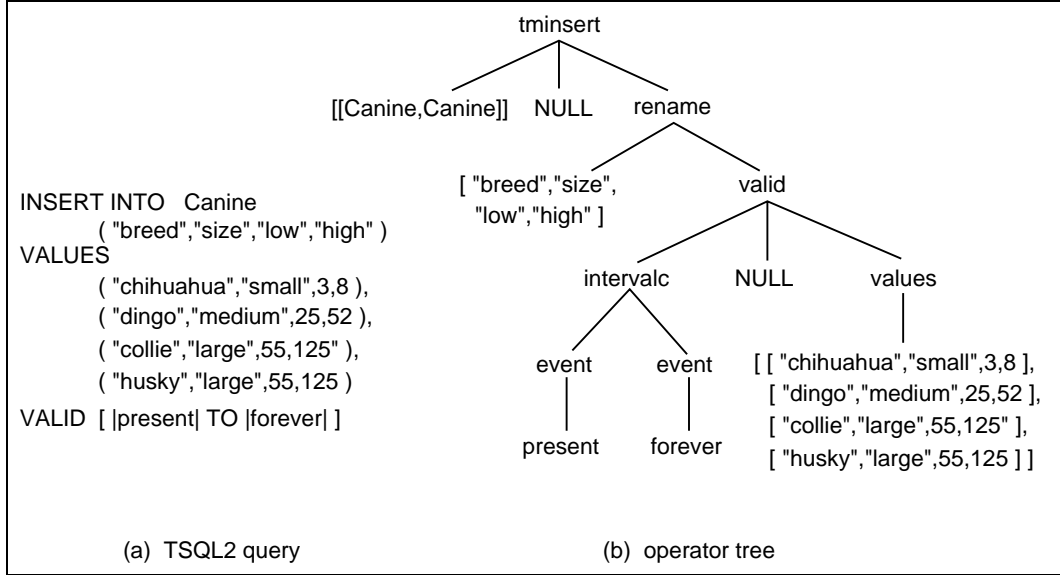 tminsert
[[Canine,Canine]] NULL rename
[ "breed","size",
"low","high" ]
valid
intervalc NULL values
event event
present forever
[ [ "chihuahua","small",3,8 ],
[ "dingo","medium",25,52 ],
[ "collie","large",55,125" ],
[ "husky","large",55,125 ] ]
INSERT INTO Canine
( "breed","size","low","high" )
VALUES
( "chihuahua","small",3,8 ),
( "dingo","medium",25,52 ),
( "collie","large",55,125" ),
( "husky","large",55,125 )
VALID [ |present| TO |forever| ]
(a) TSQL2 query
(b) operator tree